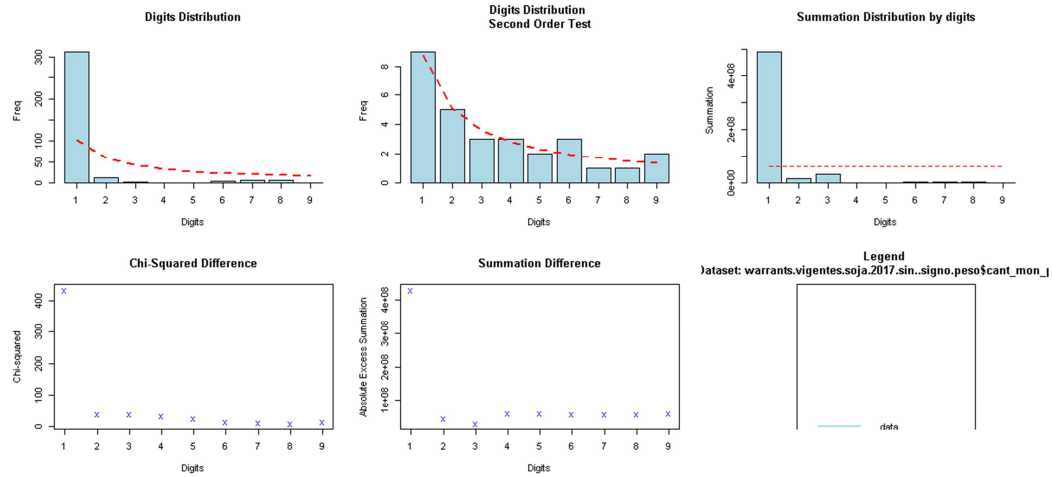 Digits Distribution
Freq
0 50 100 200 300
1 2 3 4 5 6 7 8 9
Digits
Digits Distribution
Second Order Test
Freq
0 2 4 6 8
1 2 3 4 5 6 7 8 9
Digits
Summation Distribution by digits
Summation
0e+00 2e+08 4e+08
1 2 3 4 5 6 7 8 9
Digits
Chi-Squared Difference
Chi-squared
0 100 200 300 400
1 2 3 4 5 6 7 8 9
Digits
Summation Difference
Absolute Excess Summation
1e+08 2e+08 3e+08 4e+08
1 2 3 4 5 6 7 8 9
Digits
Legend
Dataset: warrants.vigentes.soja.2017.sin..signo.peso$cant_mon_p
data